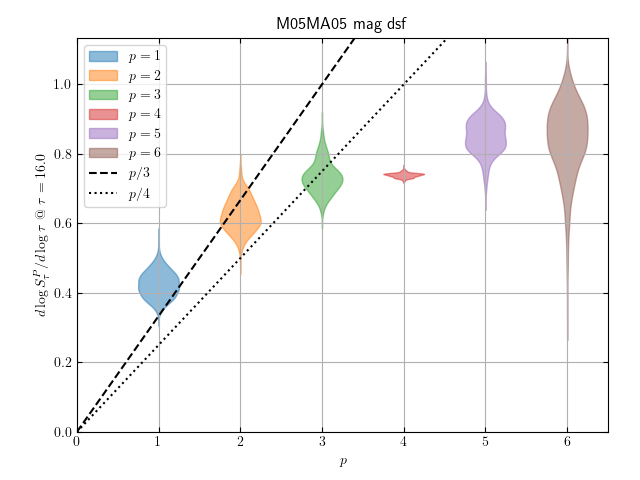 M05MA05 mag dsf
d log S_τ^P / d log τ @ τ = 16.0
1.0
0.8
0.6
0.4
0.2
0.0
p = 1
p = 2
p = 3
p = 4
p = 5
p = 6
p/3
p/4
0 1 2 3 4 5 6
p